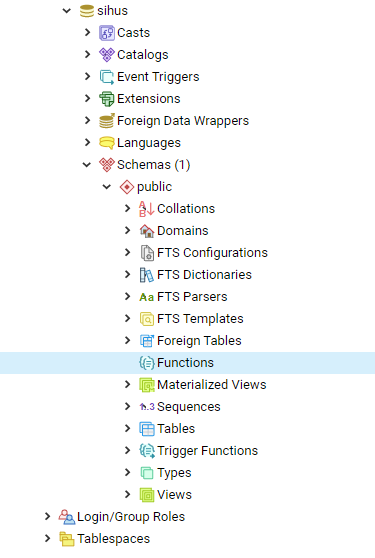 sihus
Casts
Catalogs
Event Triggers
Extensions
Foreign Data Wrappers
Languages
Schemas (1)
public
Collations
Domains
FTS Configurations
FTS Dictionaries
Aa FTS Parsers
FTS Templates
Foreign Tables
Functions
Materialized Views
1..3 Sequences
Tables
Trigger Functions
Types
Views
Login/Group Roles
Tablespaces